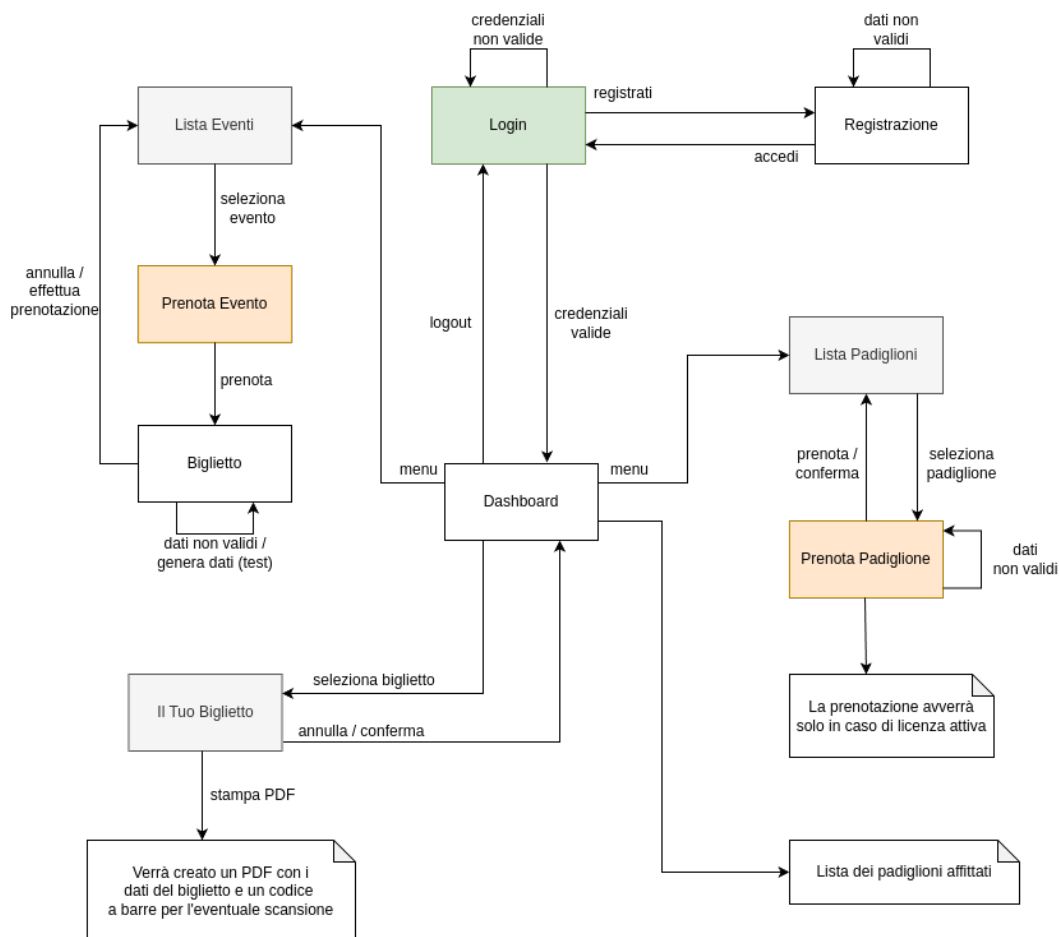 credenziali
non valide
dati non
validi
Lista Eventi
Login
registrati
accedi
Registrazione
seleziona
evento
annulla /
effettua
prenotazione
Prenota Evento
logout
credenziali
valide
Lista Padiglioni
prenota
Biglietto
menu
menu
Dashboard
prenota /
conferma
seleziona
padiglione
dati non validi /
genera dati (test)
Prenota Padiglione
dati
non validi
seleziona biglietto
Il Tuo Biglietto
annulla / conferma
La prenotazione avverrà
solo in caso di licenza attiva
stampa PDF
Verrà creato un PDF con i
dati del biglietto e un codice
a barre per l'eventuale scansione
Lista dei padiglioni affittati